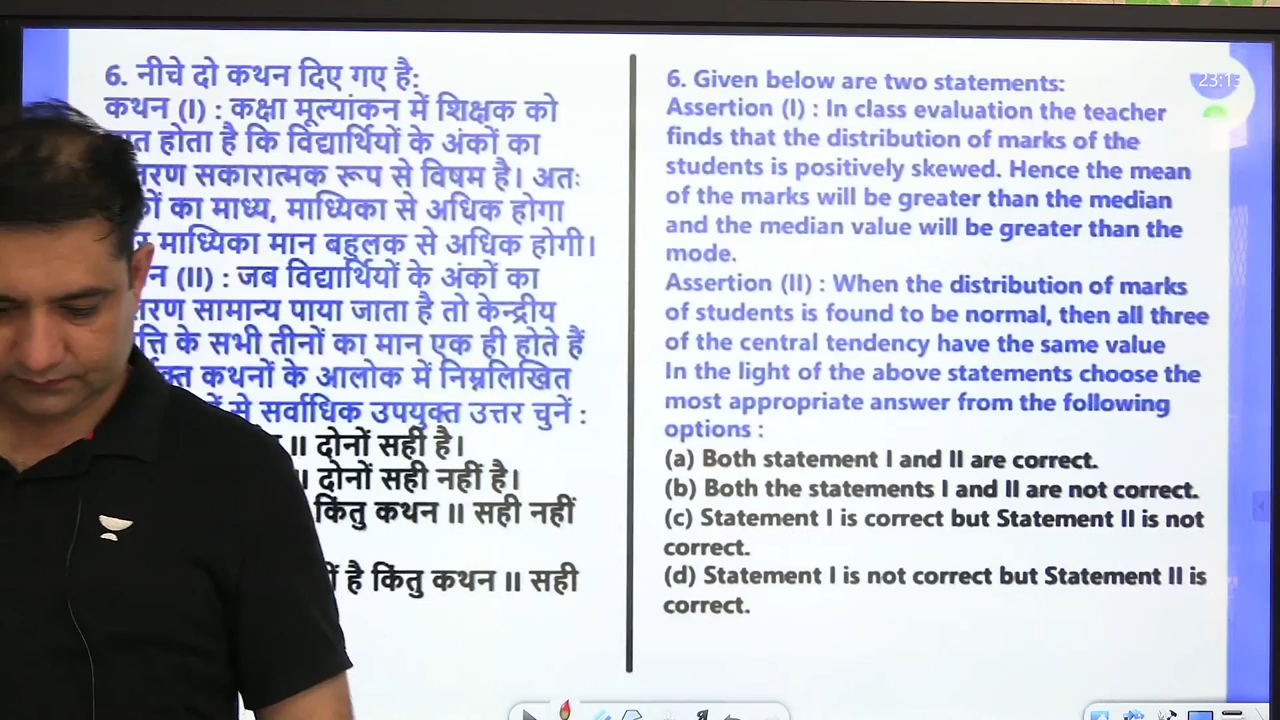 6. नीचे दो कथन दिए गए है:
कथन (I) : कक्षा मूल्यांकन में शिक्षक को
होता है कि विद्यार्थियों के अंकों का
सकारात्मक रूप से विषम है। अतः
का माध्य, माध्यिका से अधिक होगा
माध्यिका मान बहुलक से अधिक होगी।
(II) : जब विद्यार्थियों के अंकों का
सामान्य पाया जाता है तो केन्द्रीय
के सभी तीनों का मान एक ही होते हैं
कथनों के आलोक में निम्नलिखित
से सर्वाधिक उपयुक्त उत्तर चुनें :
II दोनों सही है।
दोनों सही नहीं है।
किंतु कथन II सही नहीं
है किंतु कथन II सही
6. Given below are two statements:
Assertion (I) : In class evaluation the teacher
finds that the distribution of marks of the
students is positively skewed. Hence the mean
of the marks will be greater than the median
and the median value will be greater than the
mode.
Assertion (II) : When the distribution of marks
of students is found to be normal, then all three
of the central tendency have the same value
In the light of the above statements choose the
most appropriate answer from the following
options :
(a) Both statement I and II are correct.
(b) Both the statements I and II are not correct.
(c) Statement I is correct but Statement II is not
correct.
(d) Statement I is not correct but Statement II is
correct.